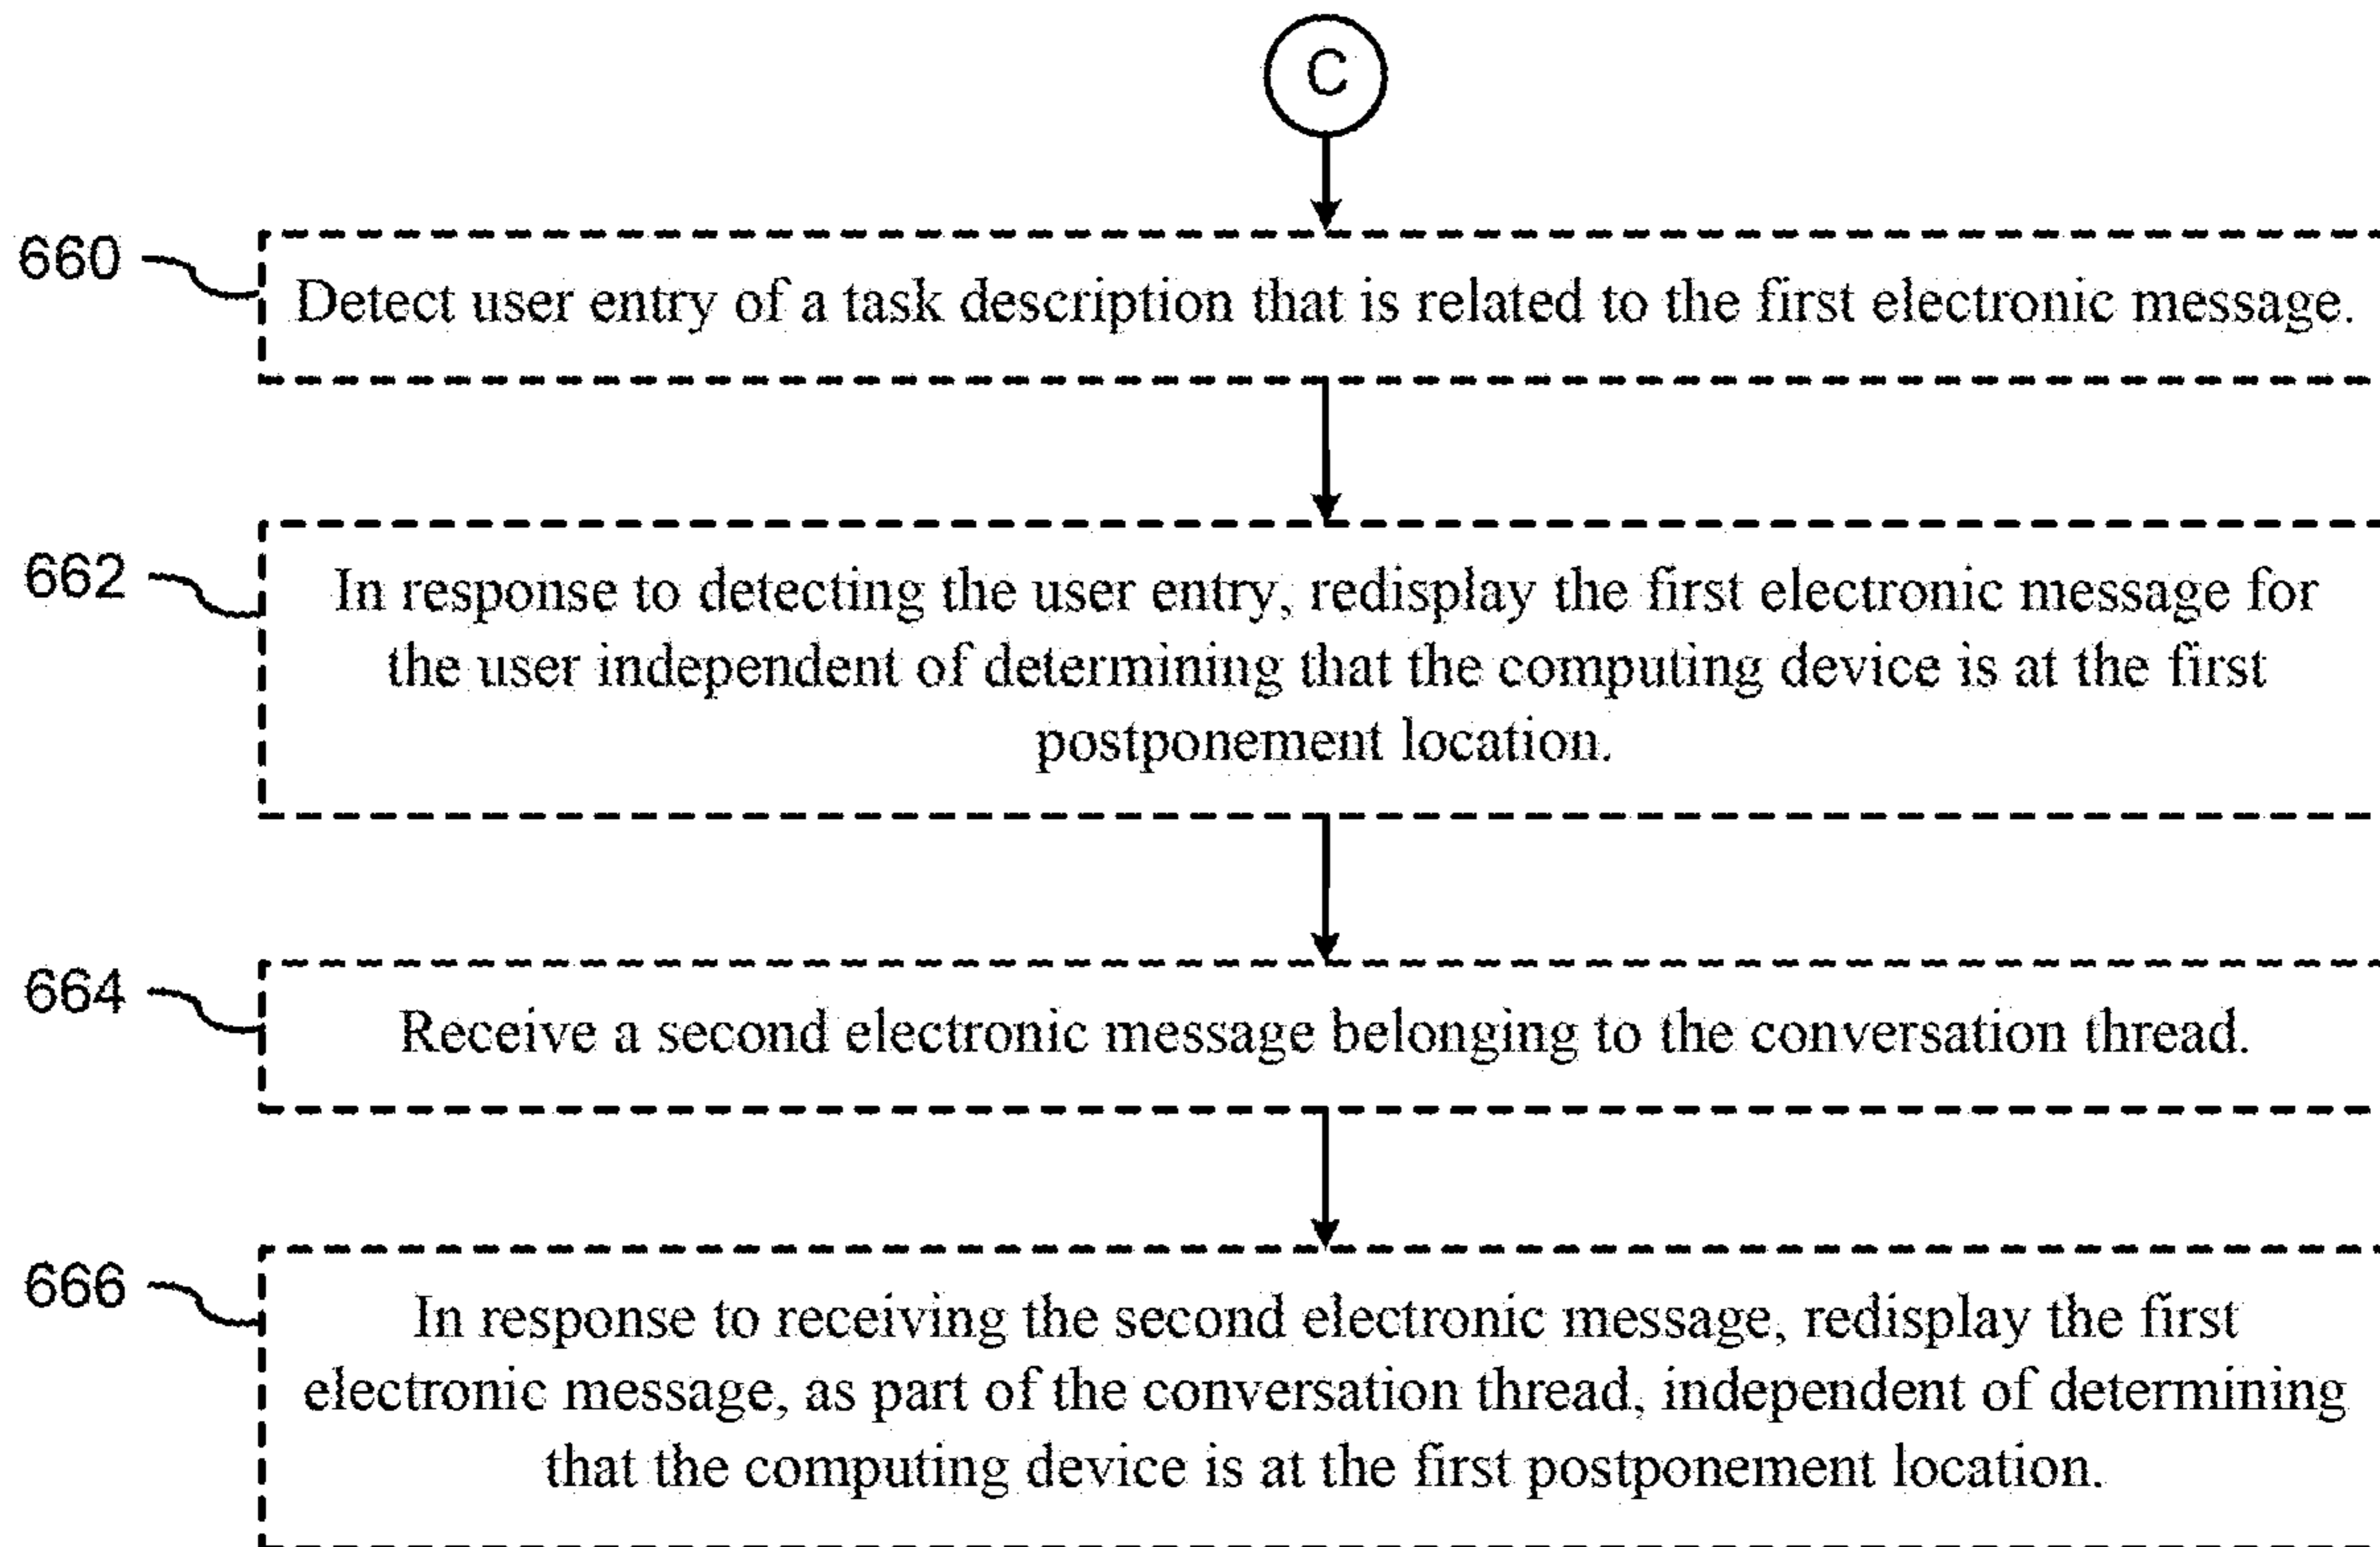 C
660
Detect user entry of a task description that is related to the first electronic message.
662
In response to detecting the user entry, redisplay the first electronic message for
the user independent of determining that the computing device is at the first
postponement location.
664
Receive a second electronic message belonging to the conversation thread.
666
In response to receiving the second electronic message, redisplay the first
electronic message, as part of the conversation thread, independent of determining
that the computing device is at the first postponement location.